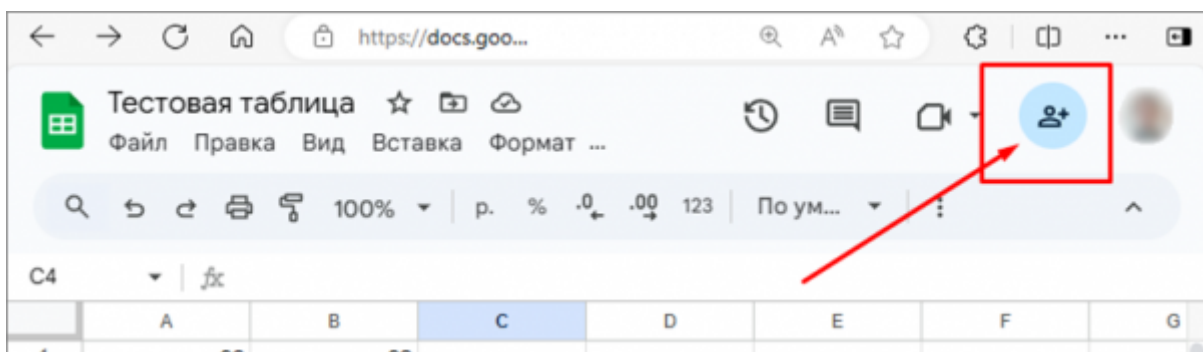 https://docs.goo...
Тестовая таблица
Файл Правка Вид Вставка Формат ...
100% р. % .0 .00 123 По ум...
C4 fx
A B C D E F G